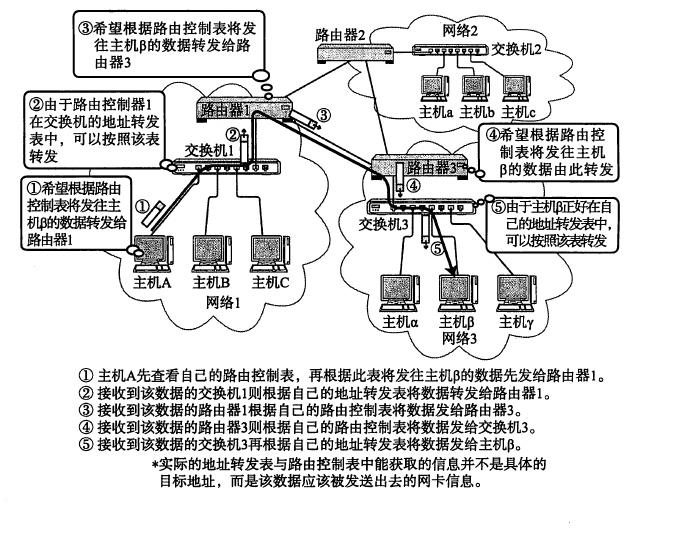 ③希望根据路由控制表将发
往主机β的数据转发给路
由器3
路由器2
网络2
交换机2
主机a 主机b 主机c
②由于路由控制器1
在交换机的地址转发
表中，可以按照该表
转发
路由器1
③
②
交换机1
④希望根据路由控
制表将发往主机
β的数据由此转发
路由器3
④
①希望根据路由
控制表将发往主
机β的数据转发给
路由器1
①
交换机3
⑤由于主机β正好在自
己的地址转发表中，
可以按照该表转发
⑤
主机A 主机B 主机C
网络1
主机α 主机β 主机γ
网络3
① 主机A先查看自己的路由控制表，再根据此表将发往主机β的数据先发给路由器1。
② 接收到该数据的交换机1则根据自己的地址转发表将数据转发给路由器1。
③ 接收到该数据的路由器1根据自己的路由控制表将数据发给路由器3。
④ 接收到该数据的路由器3则根据自己的路由控制表将数据发给交换机3。
⑤ 接收到该数据的交换机3再根据自己的地址转发表将数据发给主机β。
*实际的地址转发表与路由控制表中能获取的信息并不是具体的
目标地址，而是该数据应该被发送出去的网卡信息。